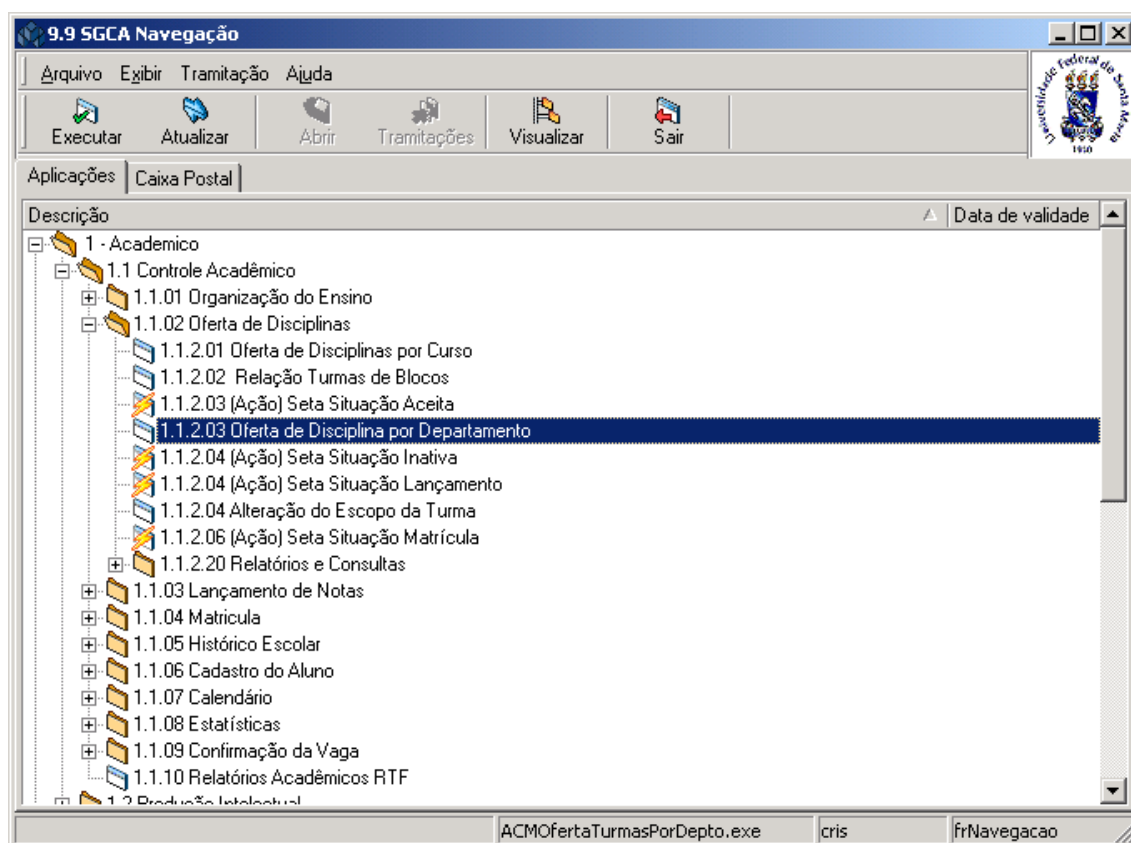 9.9 SGCA Navegação
Arquivo Exibir Tramitação Ajuda
Executar Atualizar Abrir Tramitações Visualizar Sair
Universidade Federal de Santa Maria
1960
Aplicações Caixa Postal
Descrição Data de validade
1 - Academico
1.1 Controle Acadêmico
1.1.01 Organização do Ensino
1.1.02 Oferta de Disciplinas
1.1.2.01 Oferta de Disciplinas por Curso
1.1.2.02 Relação Turmas de Blocos
1.1.2.03 (Ação) Seta Situação Aceita
1.1.2.03 Oferta de Disciplina por Departamento
1.1.2.04 (Ação) Seta Situação Inativa
1.1.2.04 (Ação) Seta Situação Lançamento
1.1.2.04 Alteração do Escopo da Turma
1.1.2.06 (Ação) Seta Situação Matrícula
1.1.2.20 Relatórios e Consultas
1.1.03 Lançamento de Notas
1.1.04 Matricula
1.1.05 Histórico Escolar
1.1.06 Cadastro do Aluno
1.1.07 Calendário
1.1.08 Estatísticas
1.1.09 Confirmação da Vaga
1.1.10 Relatórios Acadêmicos RTF
1.2 Produção Intelectual
ACMOfertaTurmasPorDepto.exe cris frNavegacao